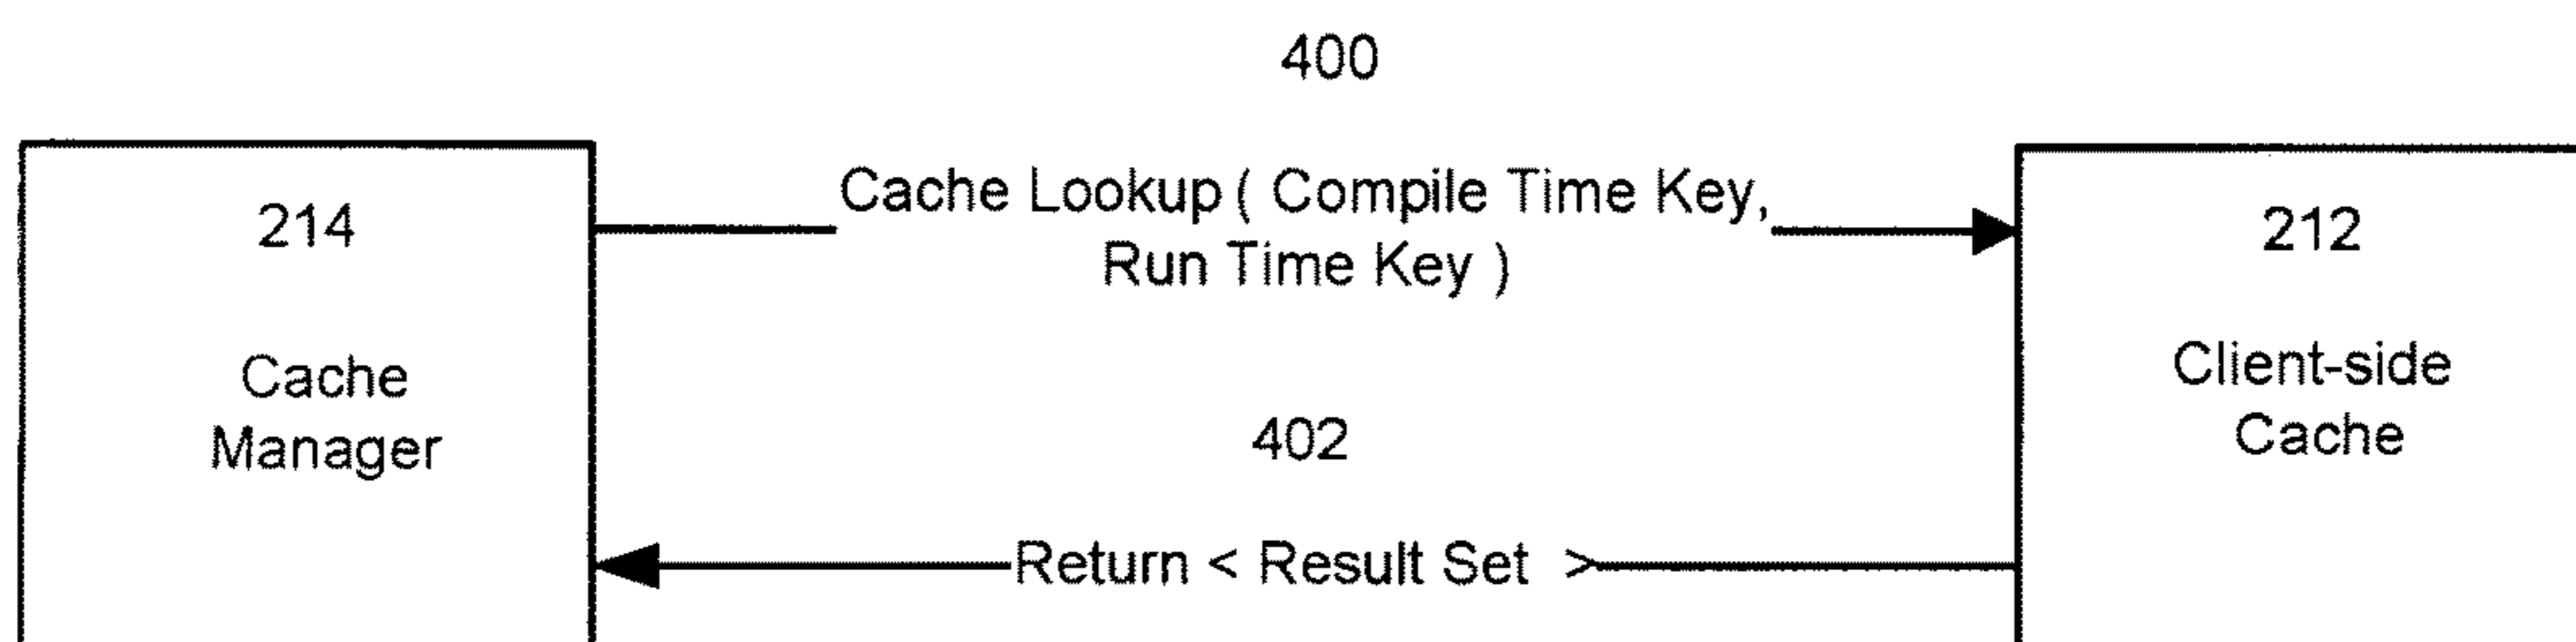 400
214
Cache
Manager
Cache Lookup ( Compile Time Key,
Run Time Key )
212
Client-side
Cache
402
Return < Result Set >